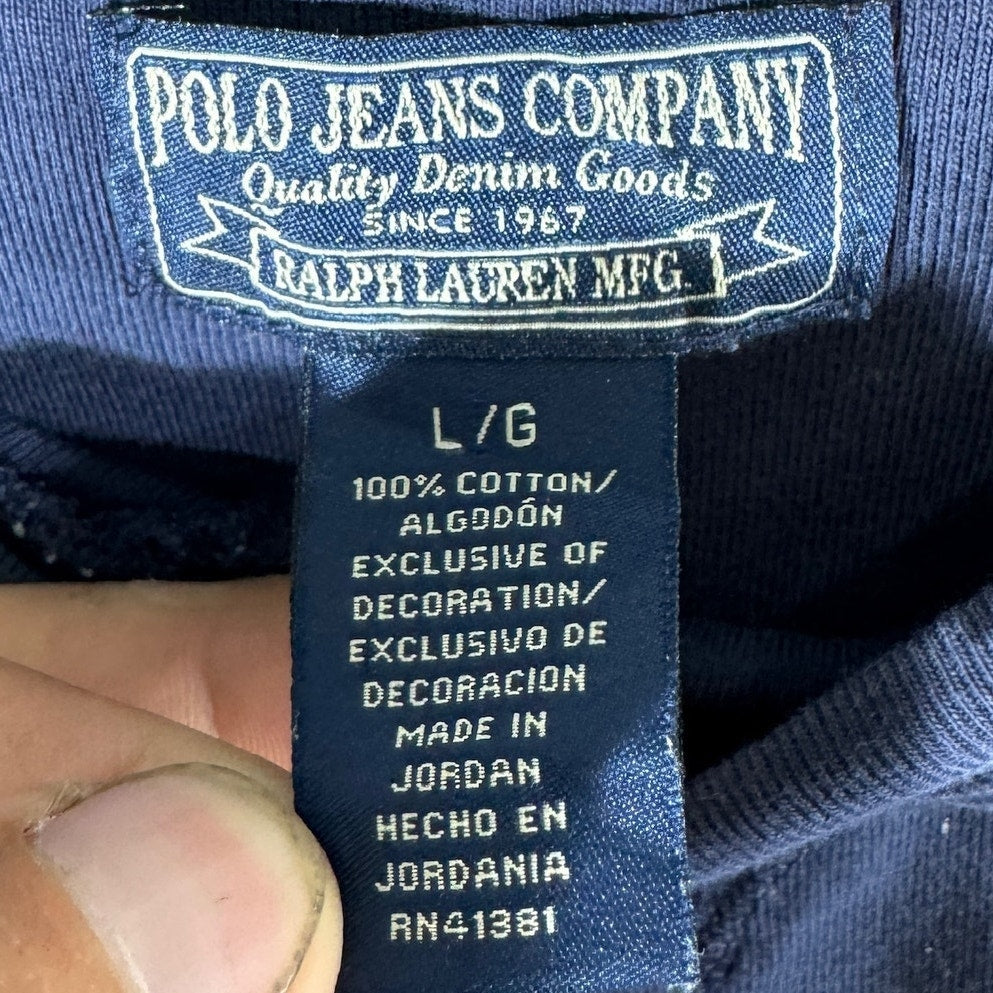 POLO JEANS COMPANY
Quality Denim Goods
SINCE 1967
RALPH LAUREN MFG.
L/G
100% COTTON/
ALGODÓN
EXCLUSIVE OF
DECORATION/
EXCLUSIVO DE
DECORACION
MADE IN
JORDAN
HECHO EN
JORDANIA
RN41381